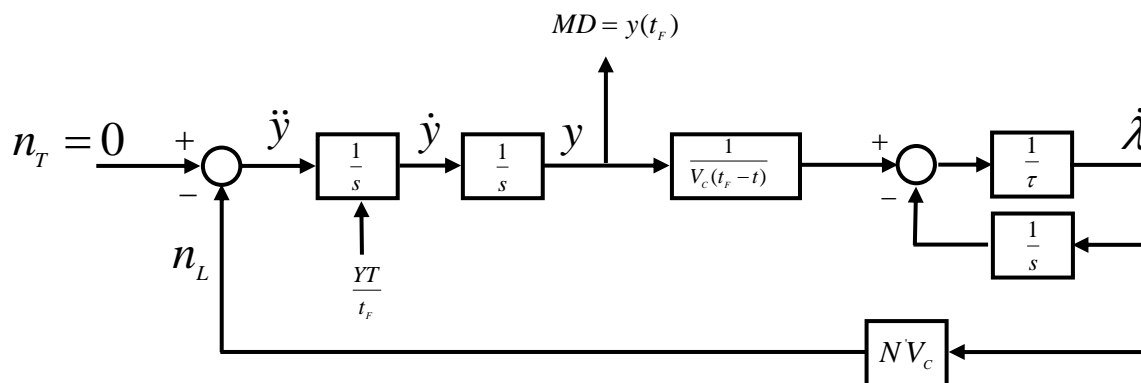 MD = y(t_F)
n_T = 0
+
−
ÿ
1/s
ẏ
1/s
y
1/(V_C(t_F − t))
+
−
1/τ
λ̇
1/s
n_L
YT/t_F
N'V_C